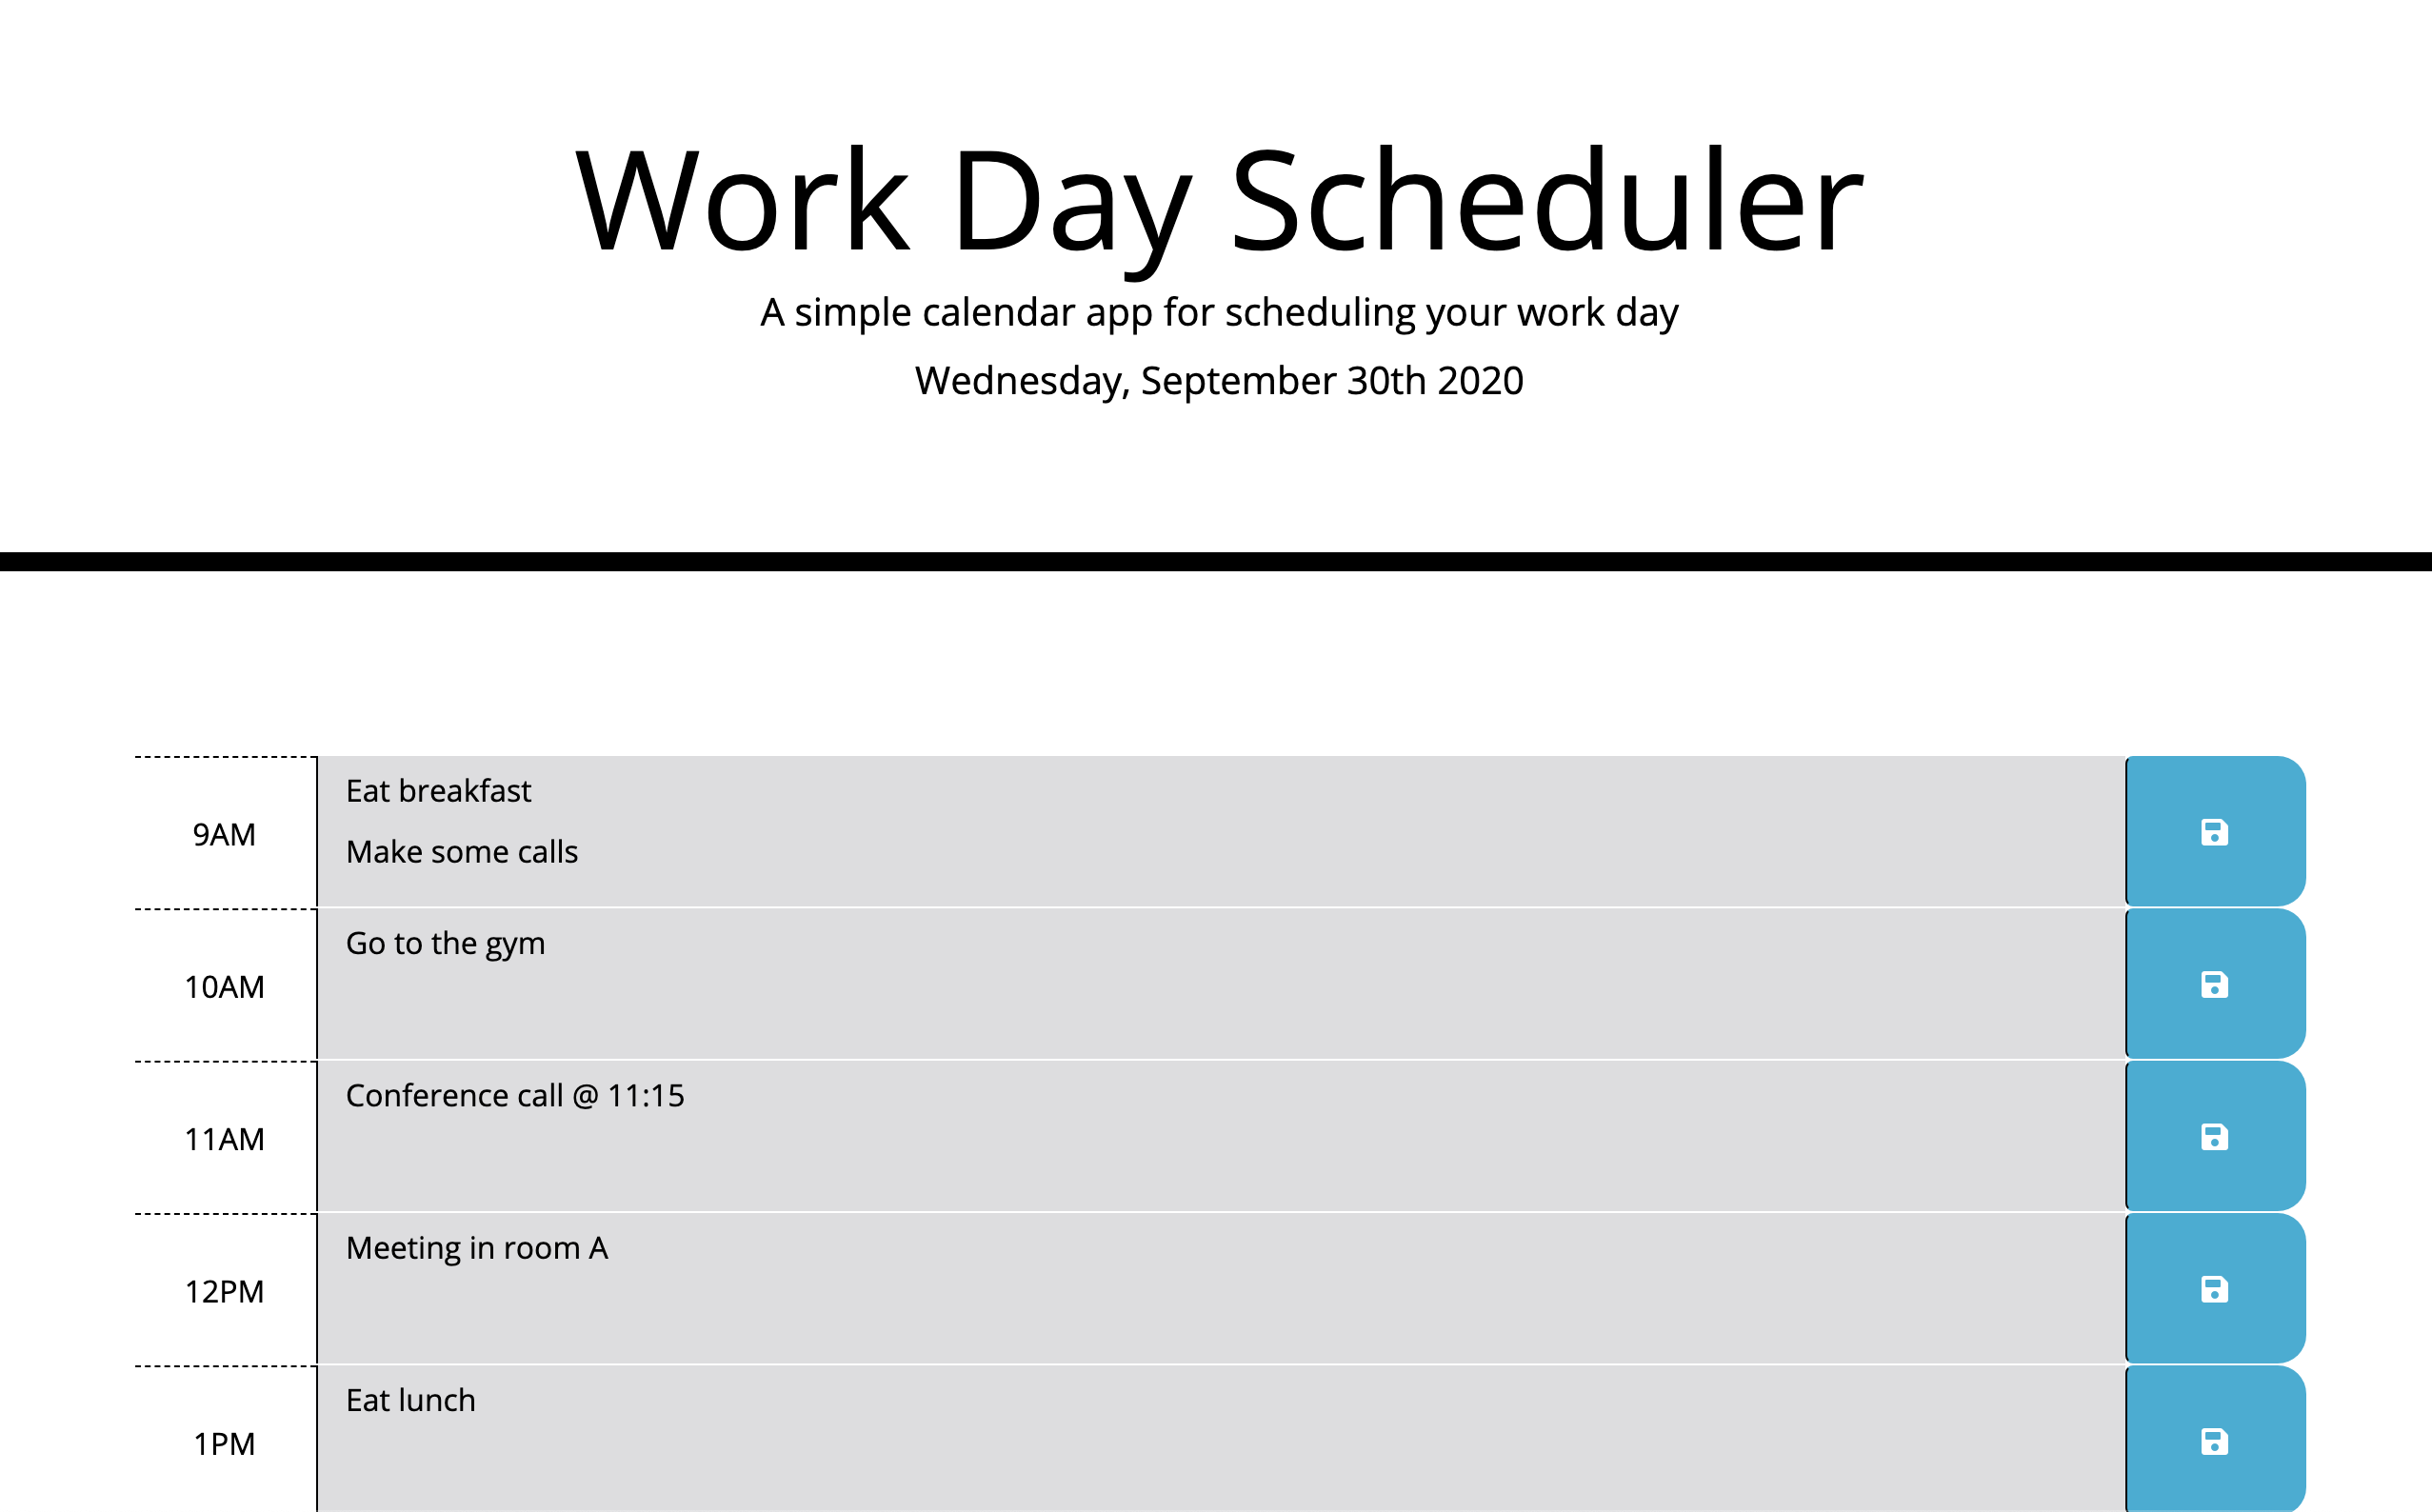 Work Day Scheduler
A simple calendar app for scheduling your work day
Wednesday, September 30th 2020
9AM
Eat breakfast
Make some calls
10AM
Go to the gym
11AM
Conference call @ 11:15
12PM
Meeting in room A
1PM
Eat lunch